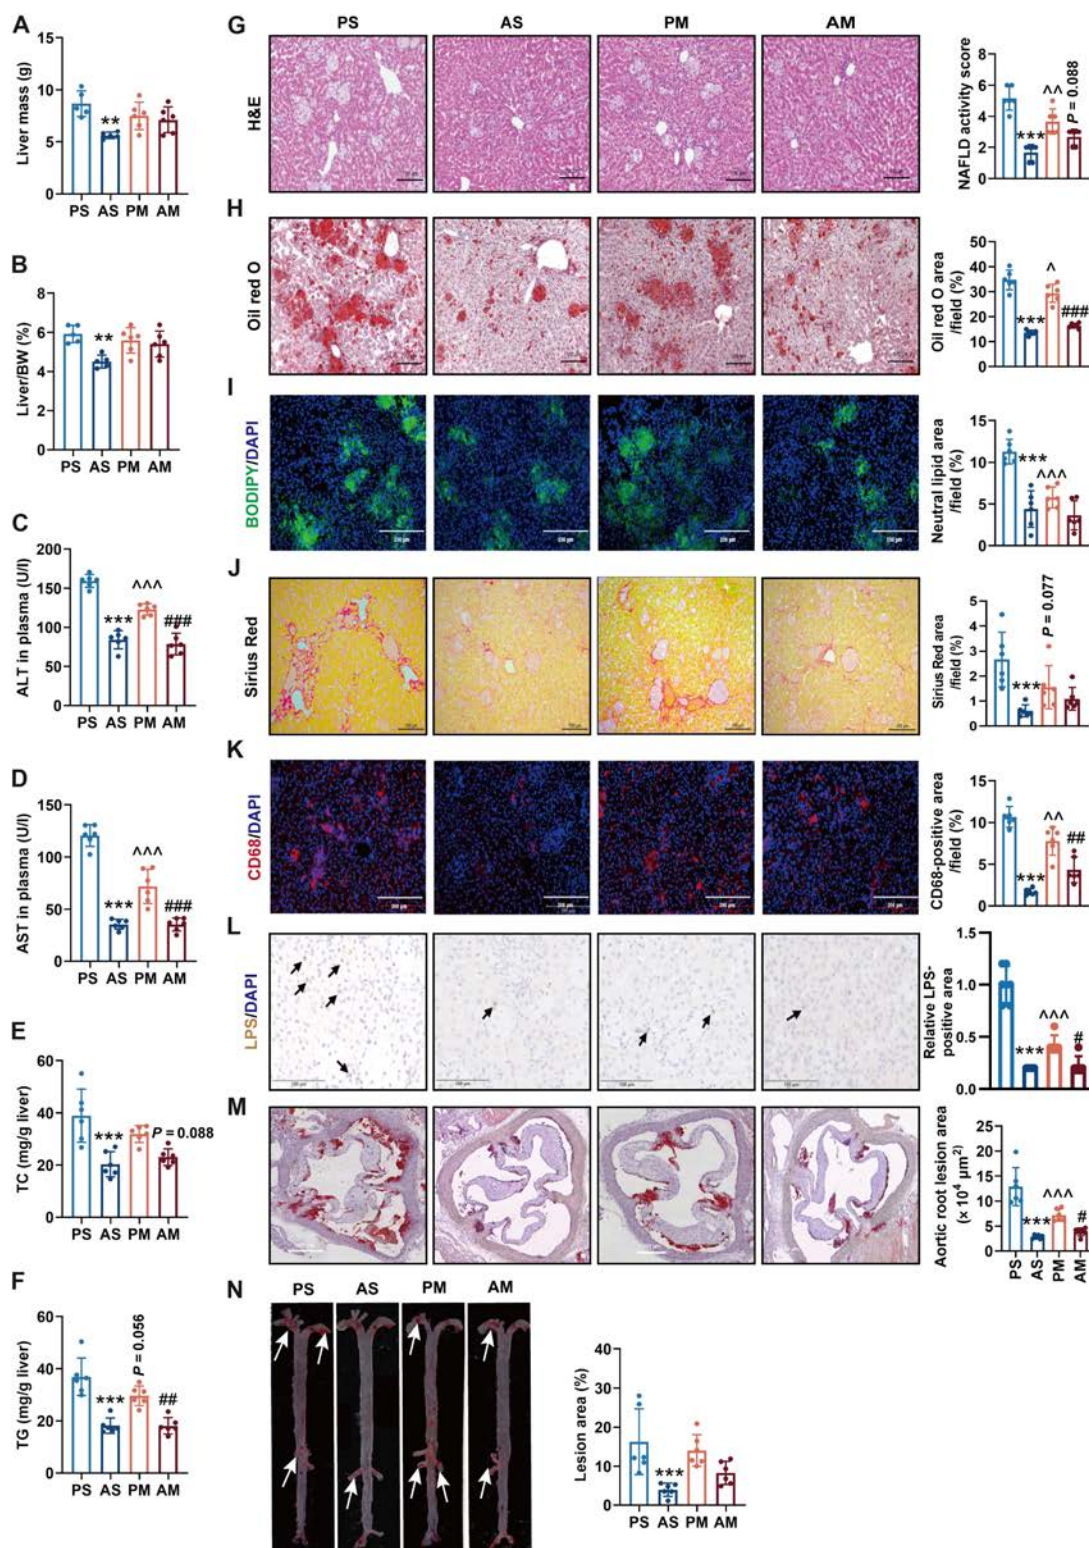 A
Liver mass (g)
15
10
5
0
**
PS AS PM AM
B
Liver/BW (%)
8
6
4
2
0
**
PS AS PM AM
C
ALT in plasma (U/l)
200
150
100
50
0
***
^^^
###
PS AS PM AM
D
AST in plasma (U/l)
150
100
50
0
***
^^^
###
PS AS PM AM
E
TC (mg/g liver)
60
40
20
0
***
P = 0.088
PS AS PM AM
F
TG (mg/g liver)
60
40
20
0
***
P = 0.056
##
PS AS PM AM
G
PS AS PM AM
H&E
NAFLD activity score
8
6
4
2
0
***
^^
P = 0.088
H
Oil red O
Oil red O area
/field (%)
50
40
30
20
10
0
***
^
###
I
BODIPY/DAPI
Neutral lipid area
/field (%)
15
10
5
0
***
^^^
J
Sirius Red
Sirius Red area
/field (%)
5
4
3
2
1
0
***
P = 0.077
K
CD68/DAPI
CD68-positive area
/field (%)
15
10
5
0
***
^^
##
L
LPS/DAPI
Relative LPS-
positive area
1.5
1.0
0.5
0.0
***
^^^
#
M
Aortic root lesion area
(x 10⁴ µm²)
25
20
15
10
5
0
***
^^^
#
PS AS PM AM
N
PS AS PM AM
Lesion area (%)
40
30
20
10
0
***
PS AS PM AM